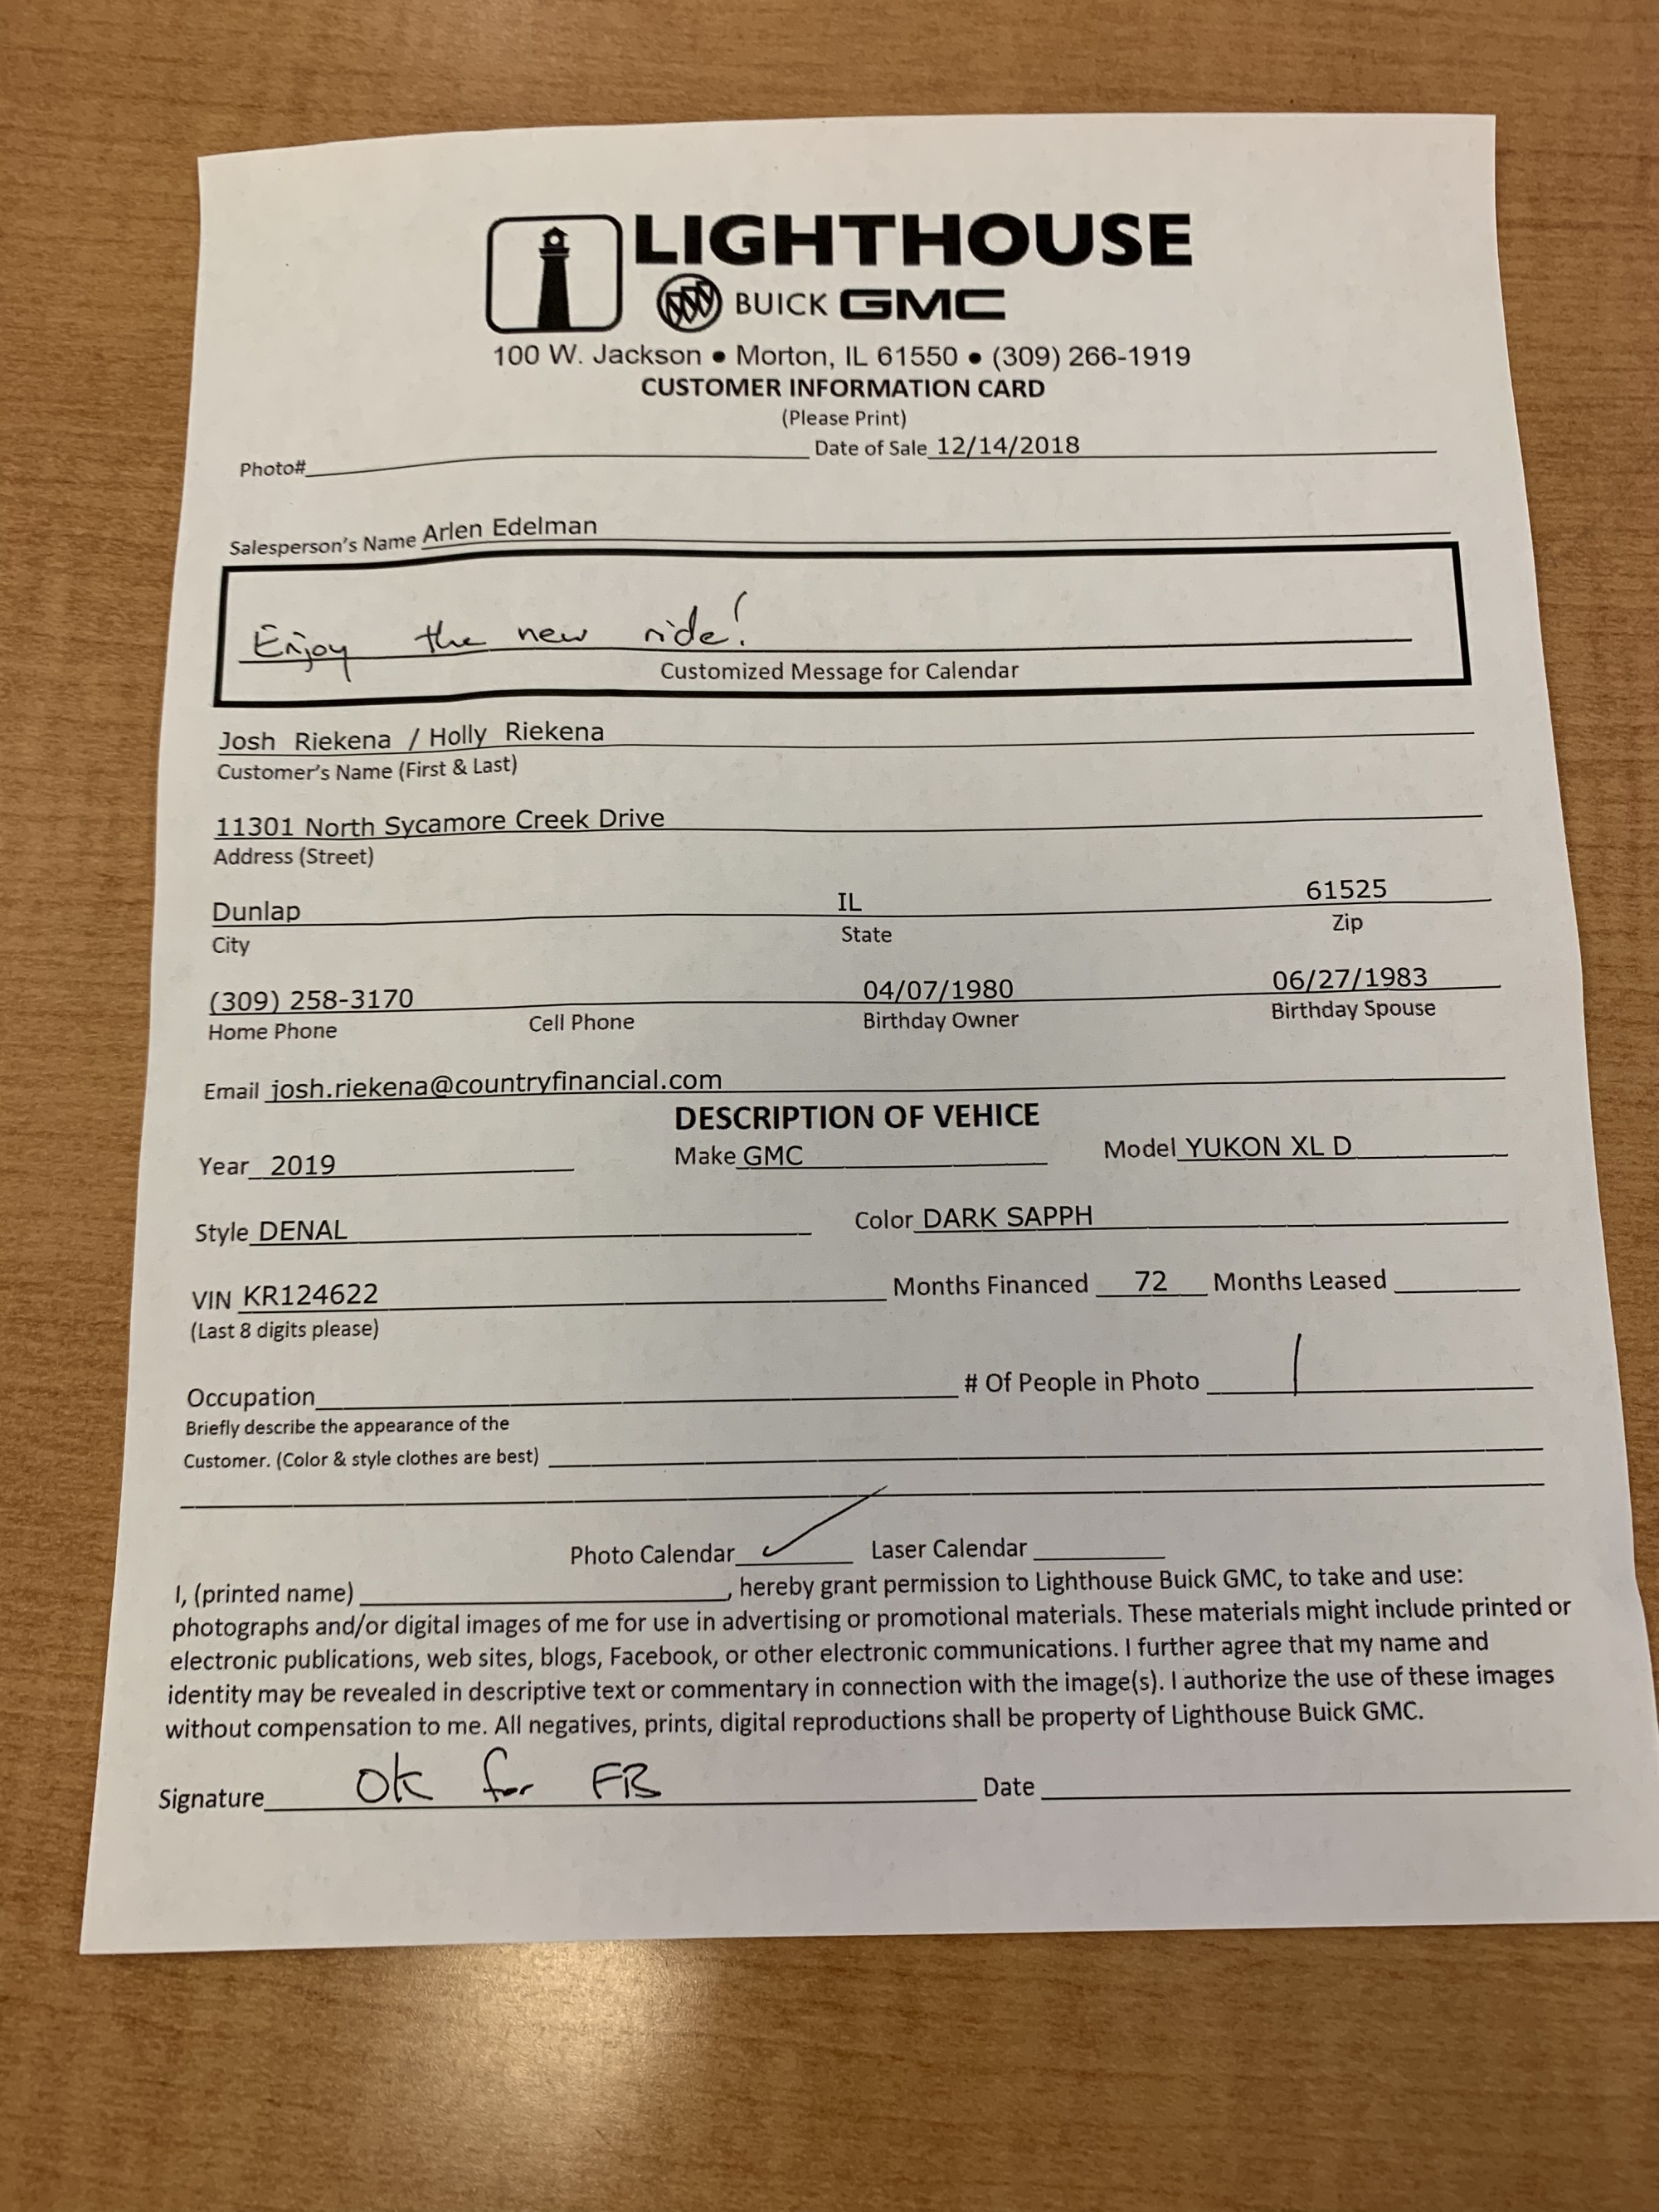 LIGHTHOUSE
BUICK GMC
100 W. Jackson ● Morton, IL 61550 ● (309) 266-1919
CUSTOMER INFORMATION CARD
(Please Print)
Photo# Date of Sale 12/14/2018
Salesperson's Name Arlen Edelman
Enjoy the new ride!
Customized Message for Calendar
Josh Riekena / Holly Riekena
Customer's Name (First & Last)
11301 North Sycamore Creek Drive
Address (Street)
Dunlap IL 61525
City State Zip
(309) 258-3170 04/07/1980 06/27/1983
Home Phone Cell Phone Birthday Owner Birthday Spouse
Email josh.riekena@countryfinancial.com
DESCRIPTION OF VEHICE
Year 2019 Make GMC Model YUKON XL D
Style DENAL Color DARK SAPPH
VIN KR124622 Months Financed 72 Months Leased
(Last 8 digits please)
Occupation # Of People in Photo 1
Briefly describe the appearance of the
Customer. (Color & style clothes are best)
Photo Calendar ✓ Laser Calendar
I, (printed name) , hereby grant permission to Lighthouse Buick GMC, to take and use:
photographs and/or digital images of me for use in advertising or promotional materials. These materials might include printed or
electronic publications, web sites, blogs, Facebook, or other electronic communications. I further agree that my name and
identity may be revealed in descriptive text or commentary in connection with the image(s). I authorize the use of these images
without compensation to me. All negatives, prints, digital reproductions shall be property of Lighthouse Buick GMC.
Signature OK for FB Date